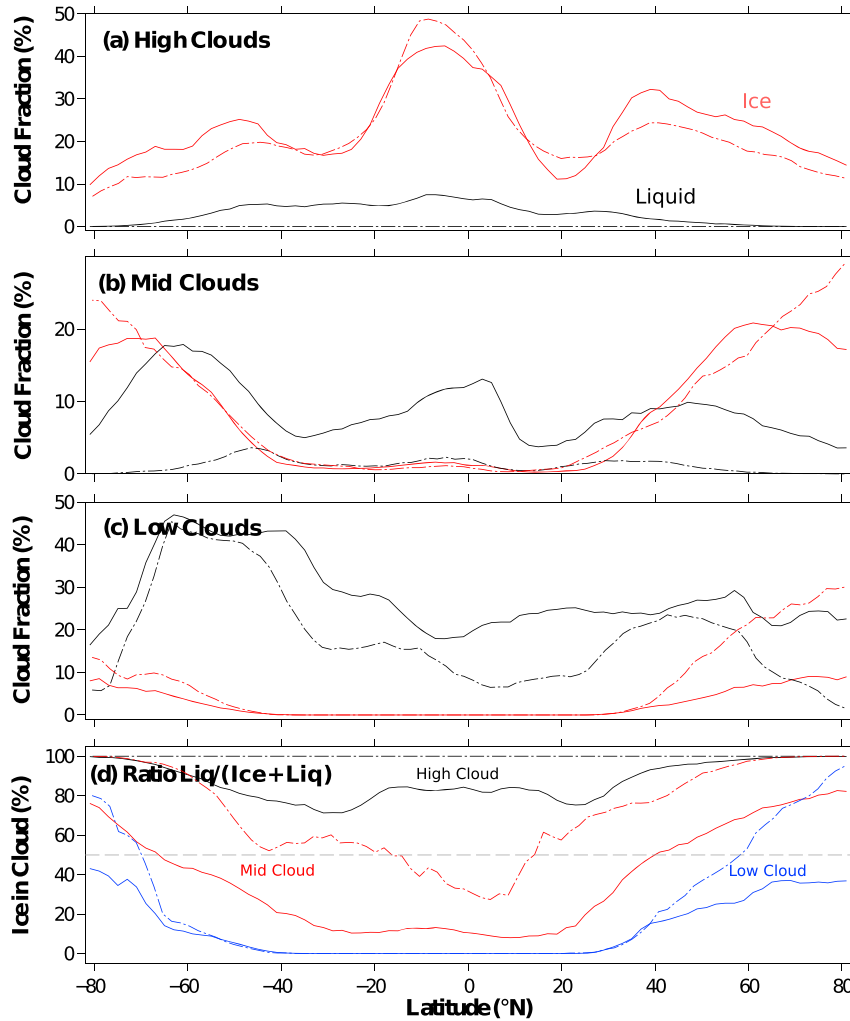 50
(a) High Clouds
40
30
Ice
20
Liquid
10
0
Cloud Fraction (%)
(b) Mid Clouds
20
10
0
Cloud Fraction (%)
50
(c) Low Clouds
40
30
20
10
0
Cloud Fraction (%)
100
(d) Ratio Liq/(Ice+Liq)
High Cloud
80
60
Mid Cloud
Low Cloud
40
20
0
Ice in Cloud (%)
−80 −60 −40 −20 0 20 40 60 80
Latitude (°N)